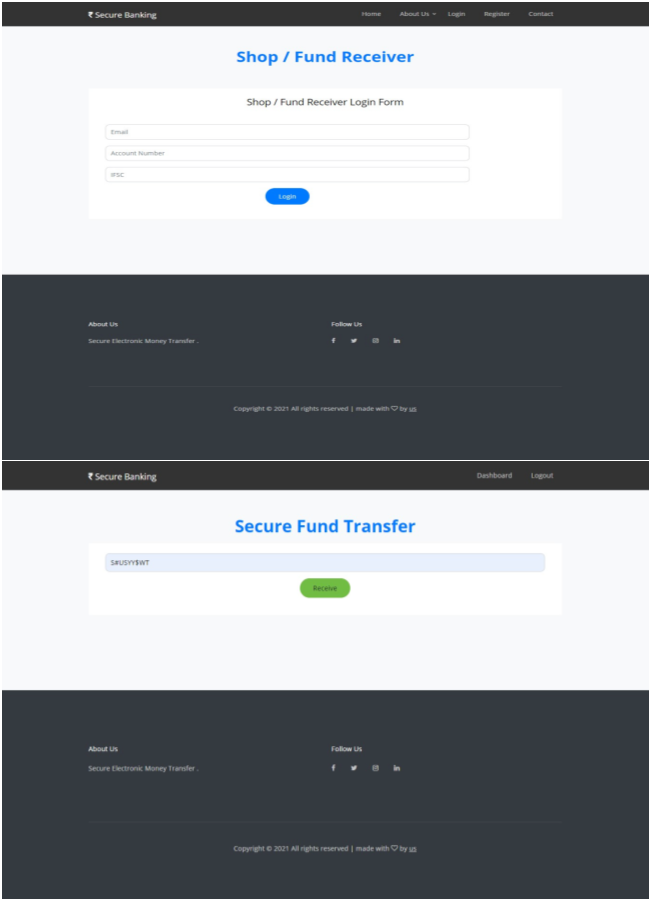 ₹ Secure Banking Home About Us Login Register Contact
Shop / Fund Receiver
Shop / Fund Receiver Login Form
Email
Account Number
IFSC
Login
About Us Follow Us
Secure Electronic Money Transfer .
Copyright © 2021 All rights reserved | made with ♡ by us
₹ Secure Banking Dashboard Logout
Secure Fund Transfer
S#USYY$WT
Receive
About Us Follow Us
Secure Electronic Money Transfer .
Copyright © 2021 All rights reserved | made with ♡ by us